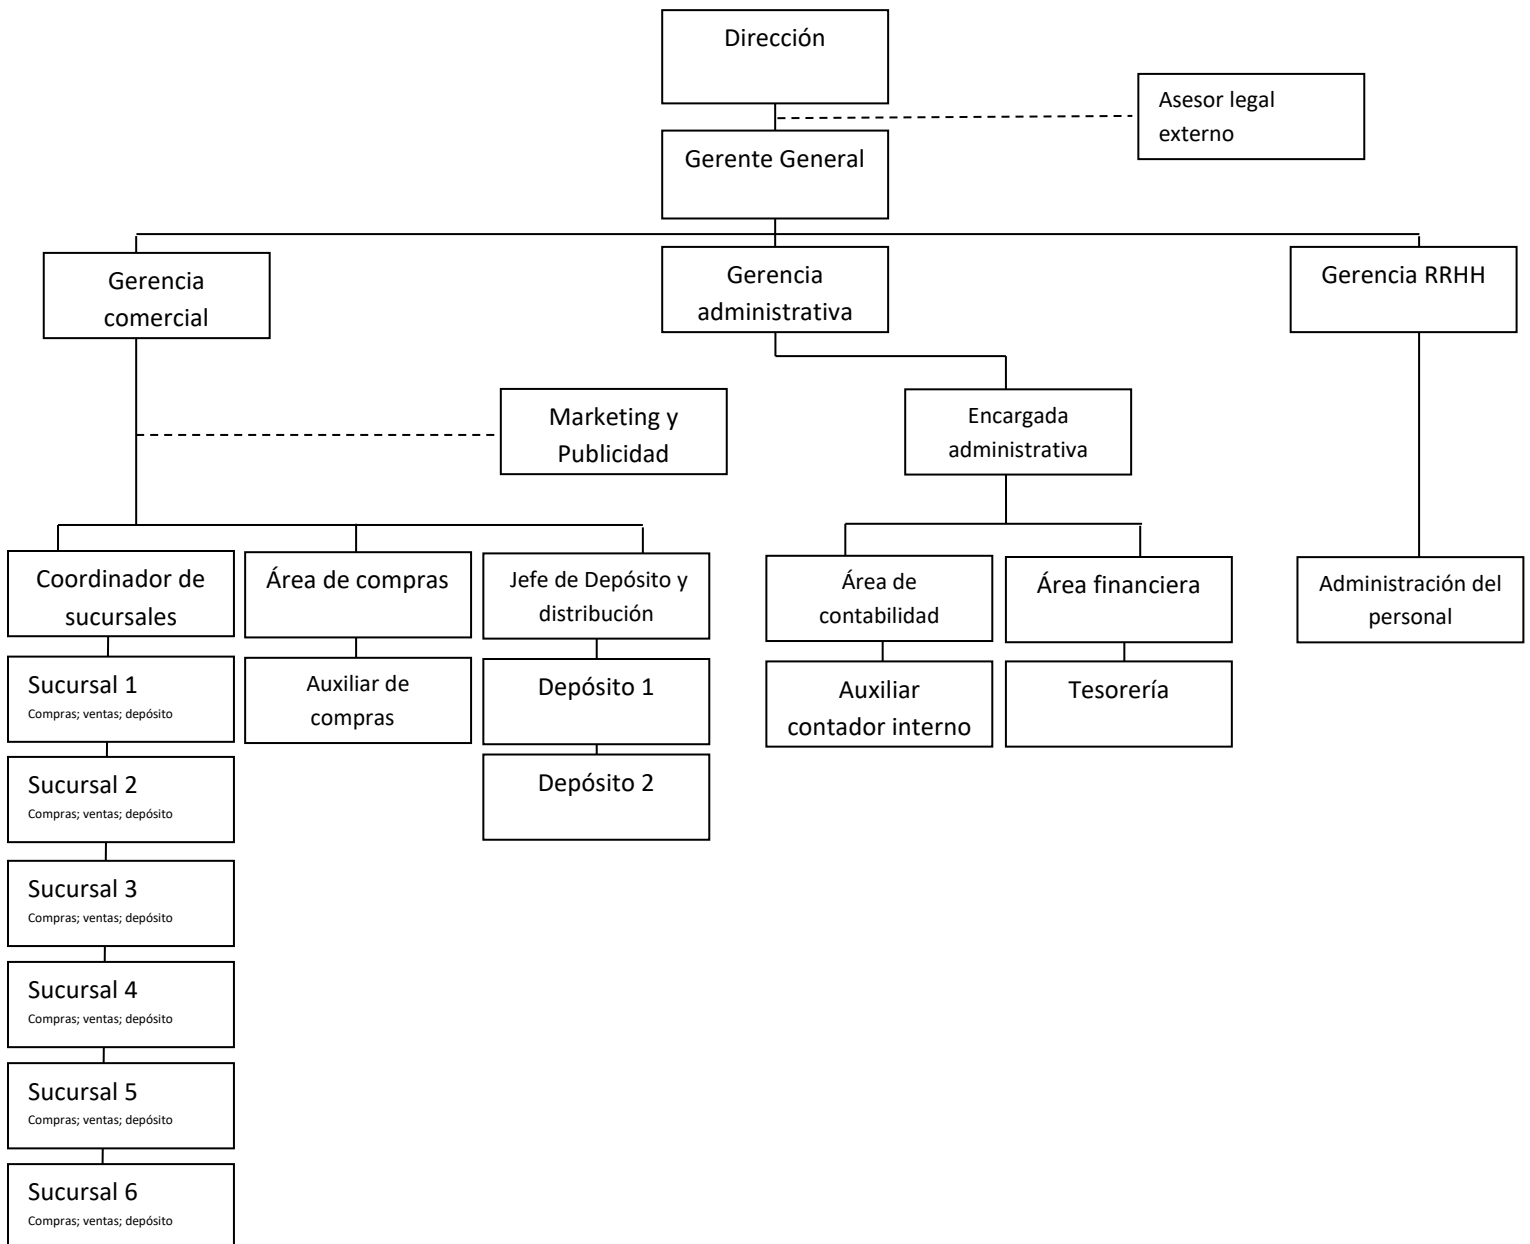 Dirección
Asesor legal
externo
Gerente General
Gerencia
comercial
Gerencia
administrativa
Gerencia RRHH
Marketing y
Publicidad
Encargada
administrativa
Coordinador de
sucursales
Área de compras
Jefe de Depósito y
distribución
Área de
contabilidad
Área financiera
Administración del
personal
Sucursal 1
Compras; ventas; depósito
Auxiliar de
compras
Depósito 1
Auxiliar
contador interno
Tesorería
Sucursal 2
Compras; ventas; depósito
Depósito 2
Sucursal 3
Compras; ventas; depósito
Sucursal 4
Compras; ventas; depósito
Sucursal 5
Compras; ventas; depósito
Sucursal 6
Compras; ventas; depósito